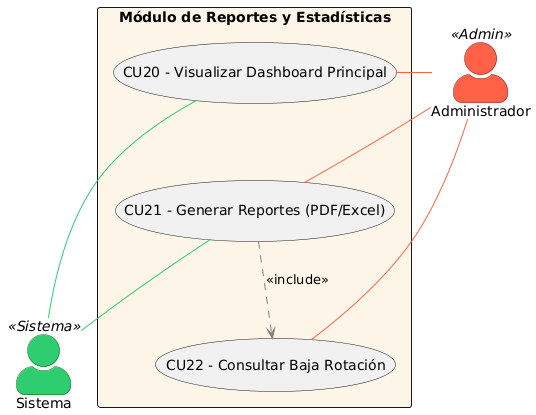 Módulo de Reportes y Estadísticas
«Admin»
CU20 - Visualizar Dashboard Principal
Administrador
CU21 - Generar Reportes (PDF/Excel)
«include»
«Sistema»
CU22 - Consultar Baja Rotación
Sistema